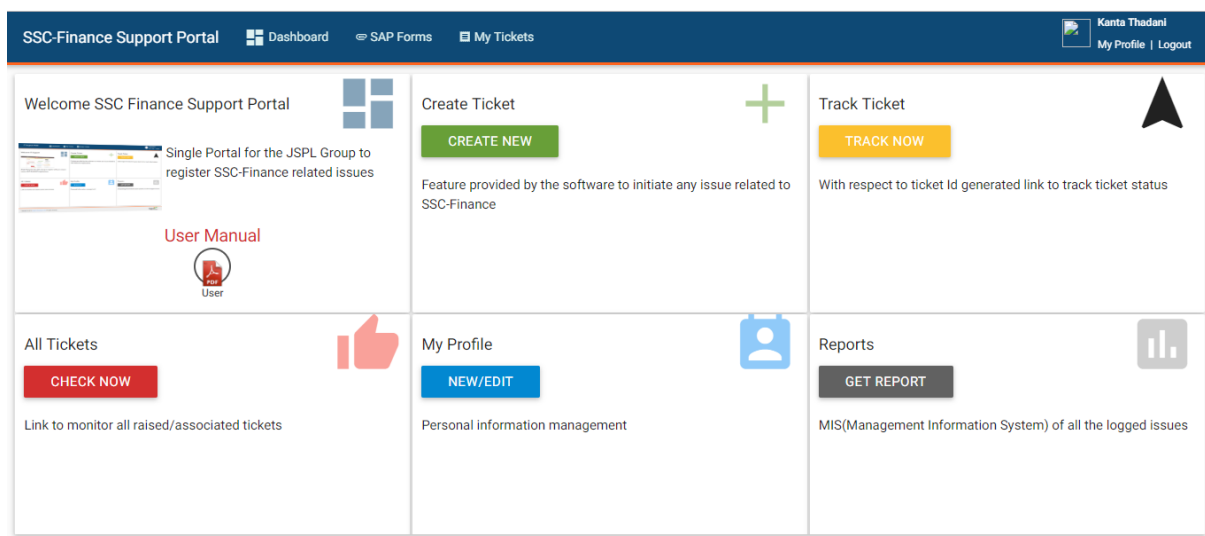 SSC-Finance Support Portal
Dashboard
SAP Forms
My Tickets
Kanta Thadani
My Profile | Logout
Welcome SSC Finance Support Portal
Single Portal for the JSPL Group to
register SSC-Finance related issues
User Manual
PDF
User
Create Ticket
CREATE NEW
Feature provided by the software to initiate any issue related to
SSC-Finance
Track Ticket
TRACK NOW
With respect to ticket Id generated link to track ticket status
All Tickets
CHECK NOW
Link to monitor all raised/associated tickets
My Profile
NEW/EDIT
Personal information management
Reports
GET REPORT
MIS(Management Information System) of all the logged issues